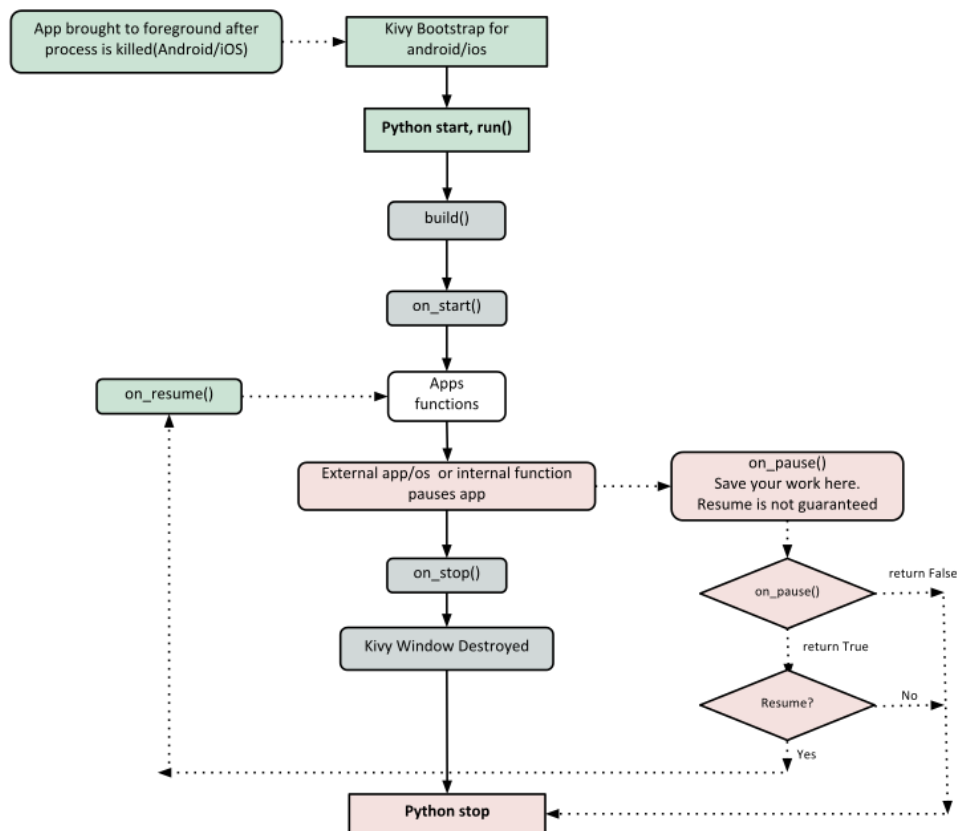 App brought to foreground after
process is killed(Android/iOS)
Kivy Bootstrap for
android/ios
Python start, run()
build()
on_start()
on_resume()
Apps
functions
External app/os  or internal function
pauses app
on_pause()
Save your work here.
Resume is not guaranteed
on_stop()
on_pause()
return False
Kivy Window Destroyed
return True
Resume?
No
Yes
Python stop